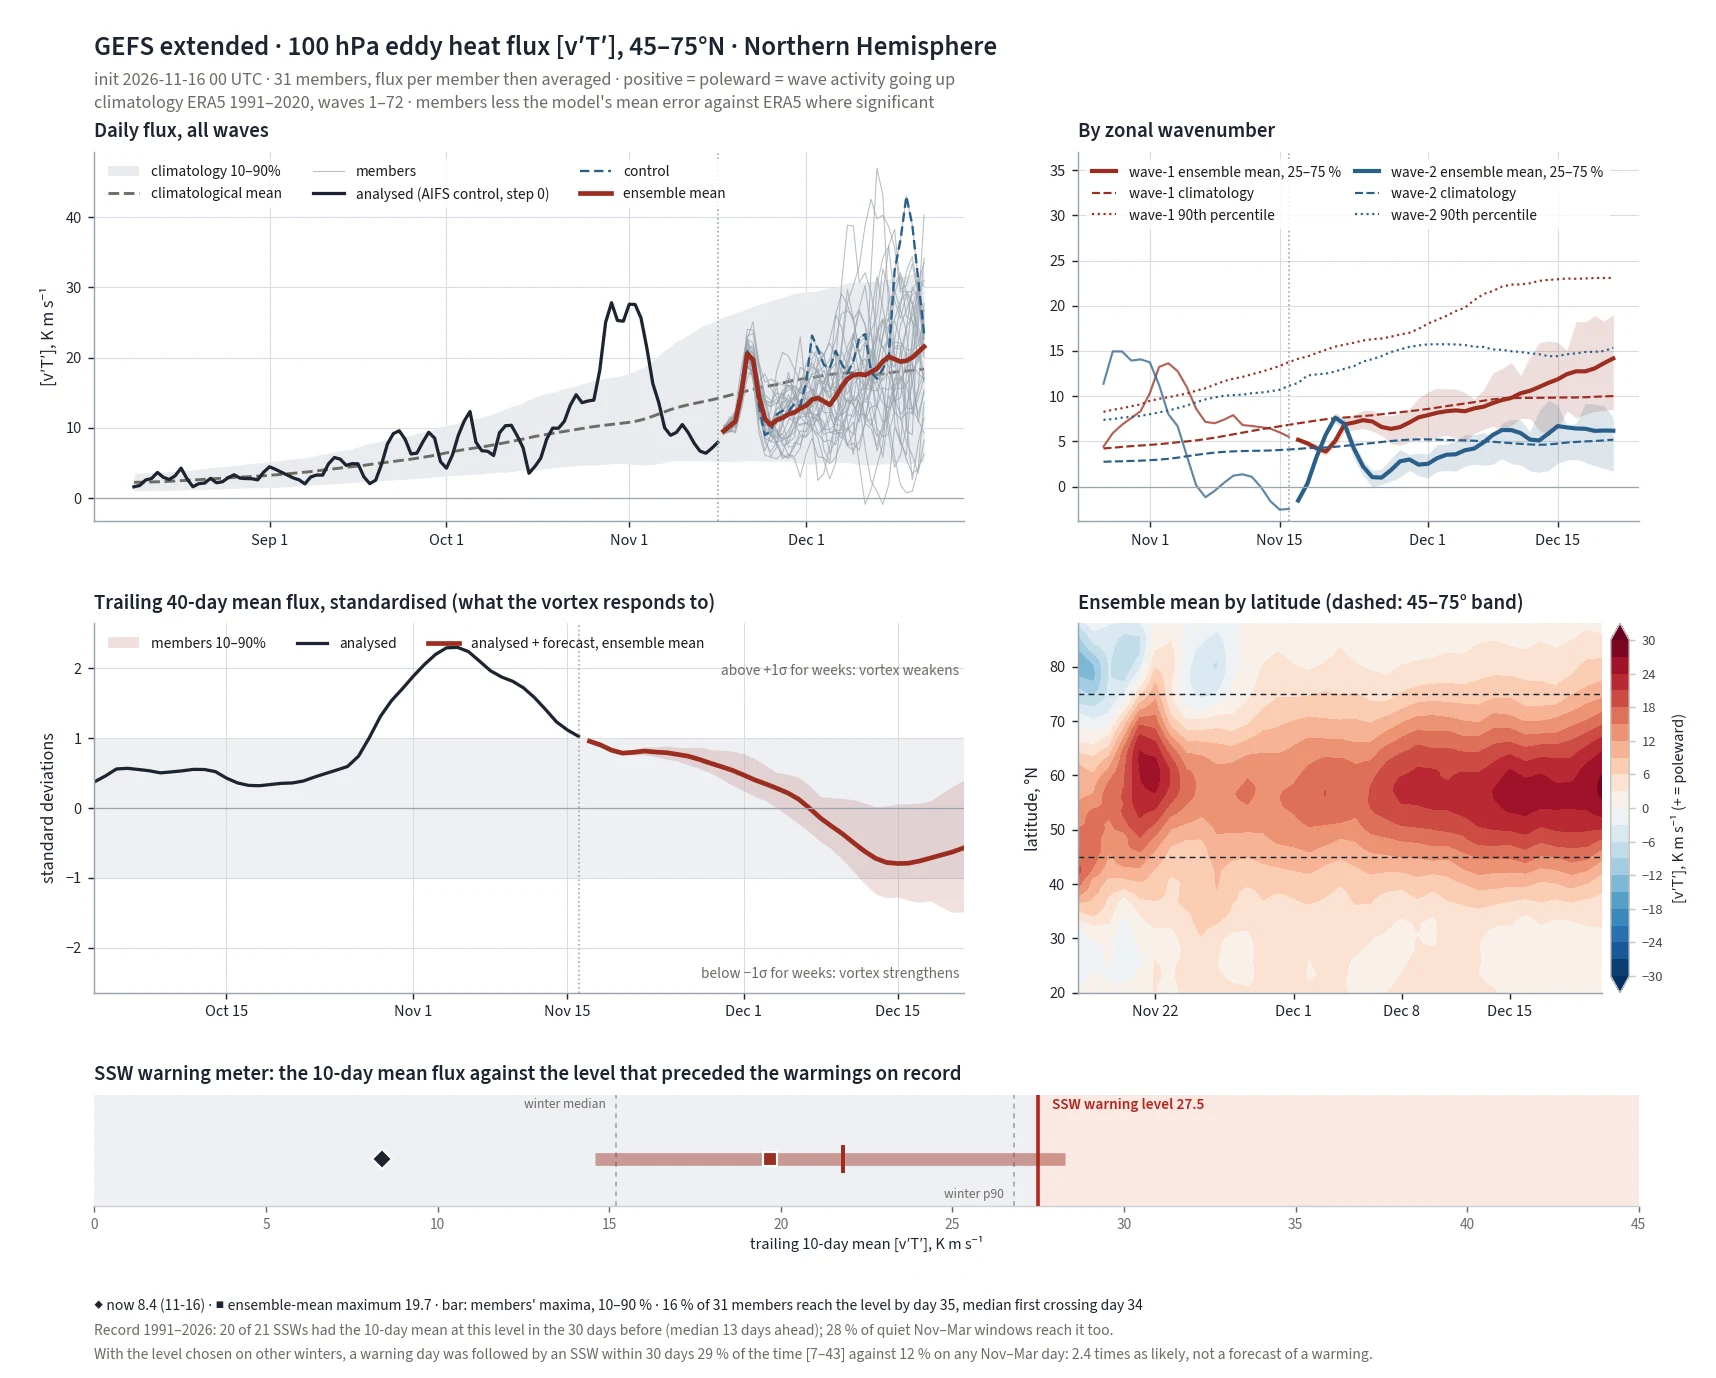 GEFS extended · 100 hPa eddy heat flux [v′T′], 45–75°N · Northern Hemisphere
init 2026-11-16 00 UTC · 31 members, flux per member then averaged · positive = poleward = wave activity going up
climatology ERA5 1991–2020, waves 1–72 · members less the model's mean error against ERA5 where significant
Daily flux, all waves
climatology 10–90%
members
control
climatological mean
analysed (AIFS control, step 0)
ensemble mean
40
30
20
10
0
[v′T′], K m s⁻¹
Sep 1
Oct 1
Nov 1
Dec 1
By zonal wavenumber
wave-1 ensemble mean, 25–75 %
wave-2 ensemble mean, 25–75 %
wave-1 climatology
wave-2 climatology
wave-1 90th percentile
wave-2 90th percentile
35
30
25
20
15
10
5
0
Nov 1
Nov 15
Dec 1
Dec 15
Trailing 40-day mean flux, standardised (what the vortex responds to)
members 10–90%
analysed
analysed + forecast, ensemble mean
above +1σ for weeks: vortex weakens
below −1σ for weeks: vortex strengthens
2
1
0
−1
−2
standard deviations
Oct 15
Nov 1
Nov 15
Dec 1
Dec 15
Ensemble mean by latitude (dashed: 45–75° band)
80
70
60
50
40
30
20
latitude, °N
Nov 22
Dec 1
Dec 8
Dec 15
30
24
18
12
6
0
−6
−12
−18
−24
−30
[v′T′], K m s⁻¹ (+ = poleward)
SSW warning meter: the 10-day mean flux against the level that preceded the warmings on record
winter median
SSW warning level 27.5
winter p90
0
5
10
15
20
25
30
35
40
45
trailing 10-day mean [v′T′], K m s⁻¹
◆ now 8.4 (11-16) · ■ ensemble-mean maximum 19.7 · bar: members' maxima, 10–90 % · 16 % of 31 members reach the level by day 35, median first crossing day 34
Record 1991–2026: 20 of 21 SSWs had the 10-day mean at this level in the 30 days before (median 13 days ahead); 28 % of quiet Nov–Mar windows reach it too.
With the level chosen on other winters, a warning day was followed by an SSW within 30 days 29 % of the time [7–43] against 12 % on any Nov–Mar day: 2.4 times as likely, not a forecast of a warming.